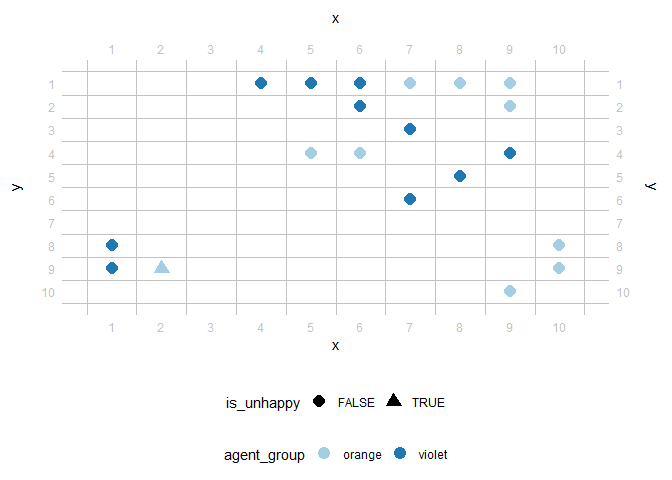 x
1 2 3 4 5 6 7 8 9 10
1 1
2 2
3 3
4 4
y 5 5 y
6 6
7 7
8 8
9 9
10 10
1 2 3 4 5 6 7 8 9 10
x
is_unhappy FALSE TRUE
agent_group orange violet